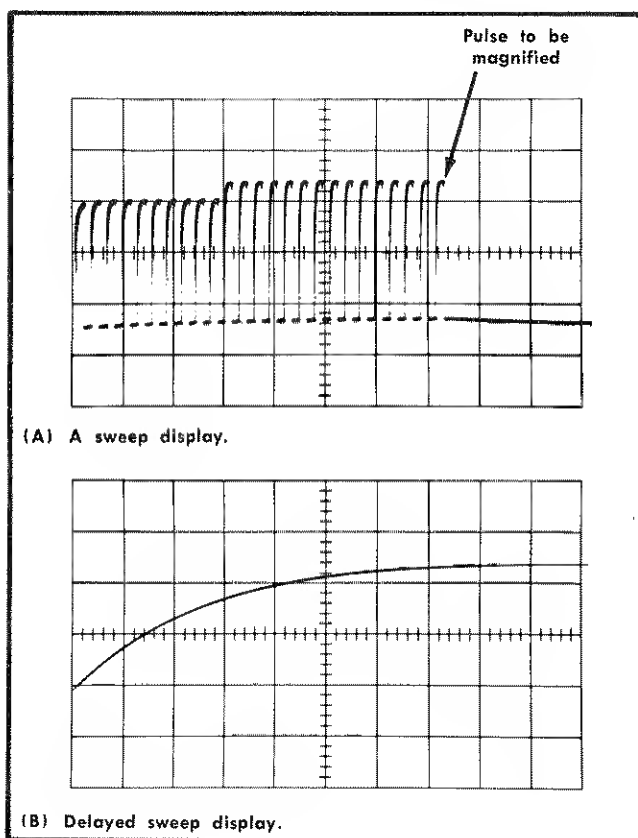 Pulse to be
magnified
(A) A sweep display.
(B) Delayed sweep display.